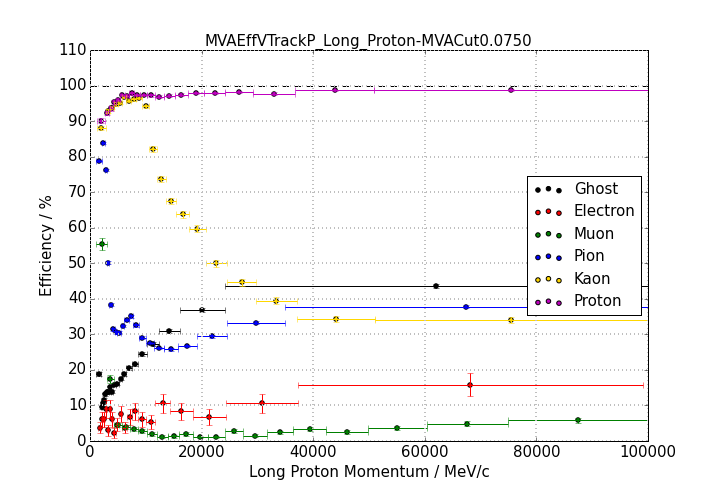 MVAEffVTrackP_Long_Proton-MVACut0.0750
110
100
90
80
70
60
50
40
30
20
10
0
Efficiency / %
Ghost
Electron
Muon
Pion
Kaon
Proton
0 20000 40000 60000 80000 100000
Long Proton Momentum / MeV/c